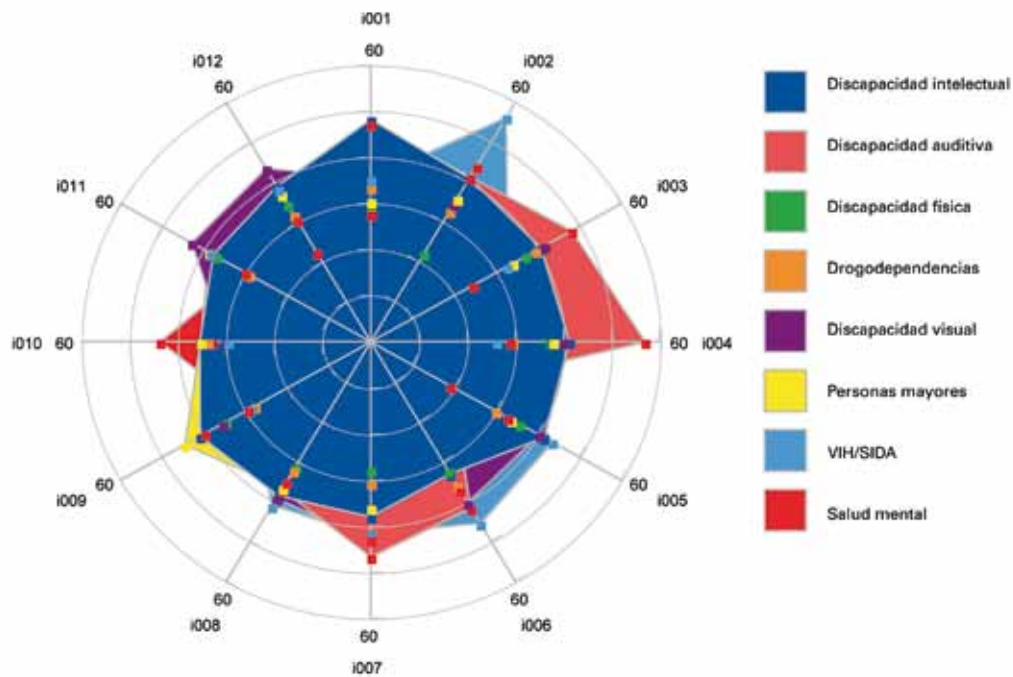 i001
60
i002
60
i003
60
i004
60
i005
60
i006
60
i007
60
i008
60
i009
60
i010
60
i011
60
i012
60
Discapacidad intelectual
Discapacidad auditiva
Discapacidad física
Drogodependencias
Discapacidad visual
Personas mayores
VIH/SIDA
Salud mental